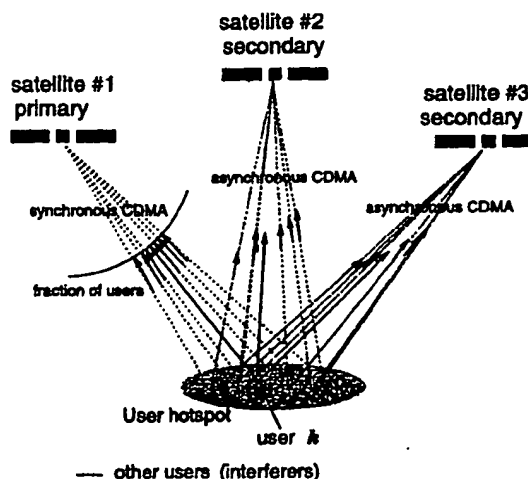 satellite #2
secondary
satellite #1
primary
satellite #3
secondary
asynchronous CDMA
synchronous CDMA
asynchronous CDMA
fraction of users
User hotspot
user k
other users (interferers)